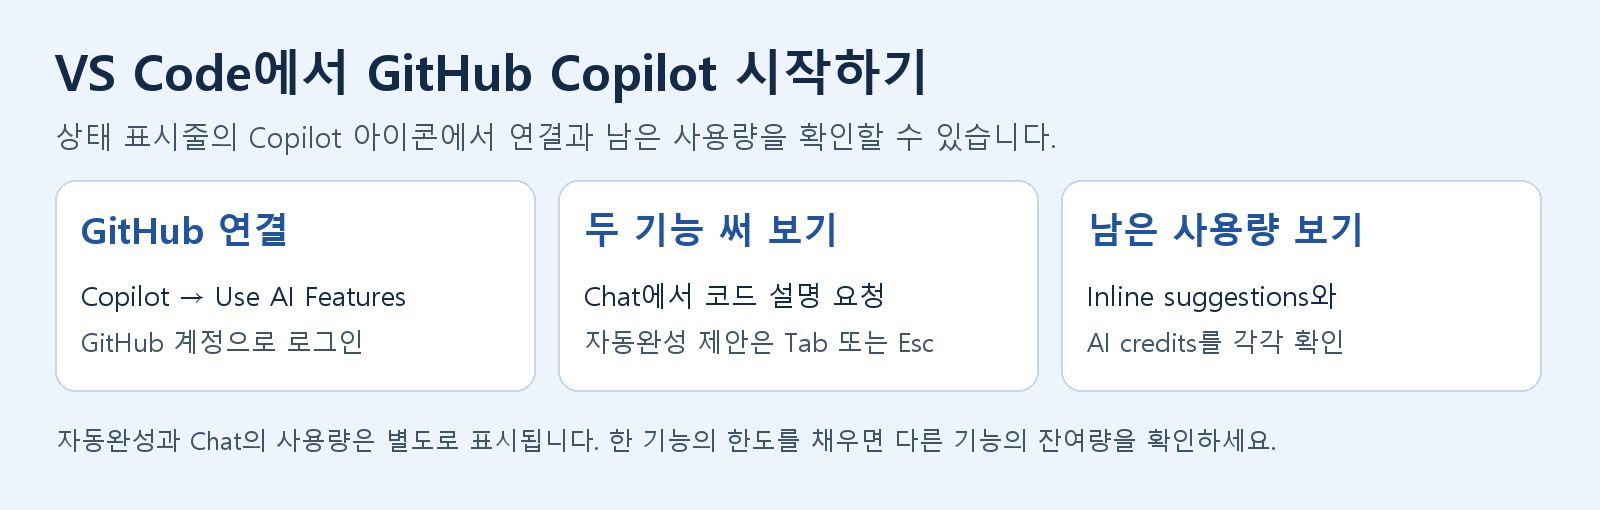 VS Code에서 GitHub Copilot 시작하기
상태 표시줄의 Copilot 아이콘에서 연결과 남은 사용량을 확인할 수 있습니다.
GitHub 연결
Copilot → Use AI Features
GitHub 계정으로 로그인
두 기능 써 보기
Chat에서 코드 설명 요청
자동완성 제안은 Tab 또는 Esc
남은 사용량 보기
Inline suggestions와
AI credits를 각각 확인
자동완성과 Chat의 사용량은 별도로 표시됩니다. 한 기능의 한도를 채우면 다른 기능의 잔여량을 확인하세요.